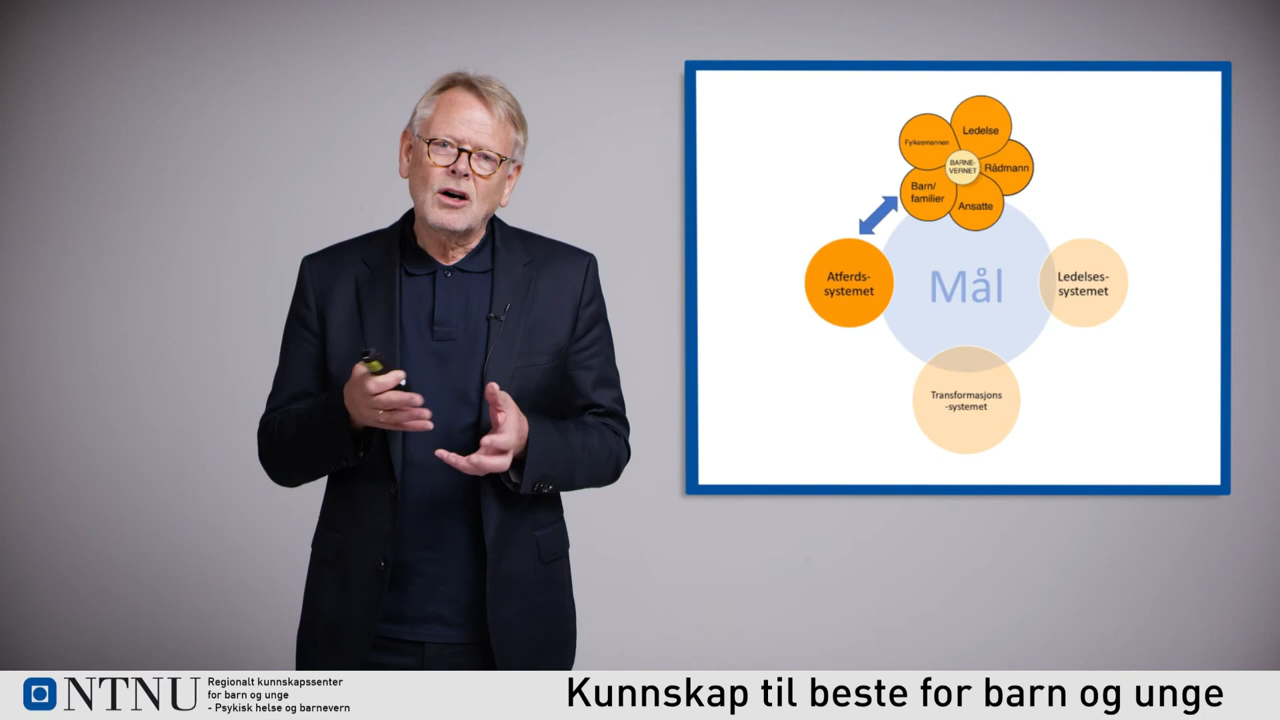 Ledelse
Fylkesmannen
BARNE-
VERNET
Rådmann
Barn/
familier
Ansatte
Atferds-
systemet
Mål
Ledelses-
systemet
Transformasjons
-systemet
NTNU
Regionalt kunnskapssenter
for barn og unge
- Psykisk helse og barnevern
Kunnskap til beste for barn og unge